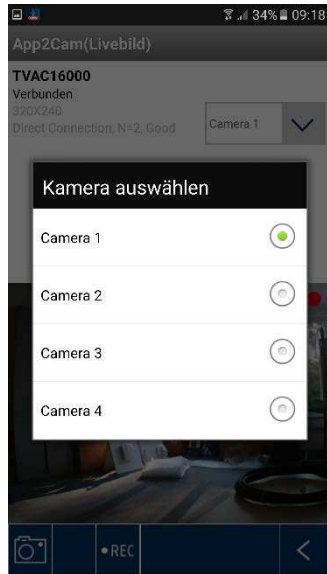 34% 09:18
App2Cam(Livebild)
TVAC16000
Verbunden
320X240
Direct Connection, N=2, Good
Camera 1
Kamera auswählen
Camera 1
Camera 2
Camera 3
Camera 4
REC